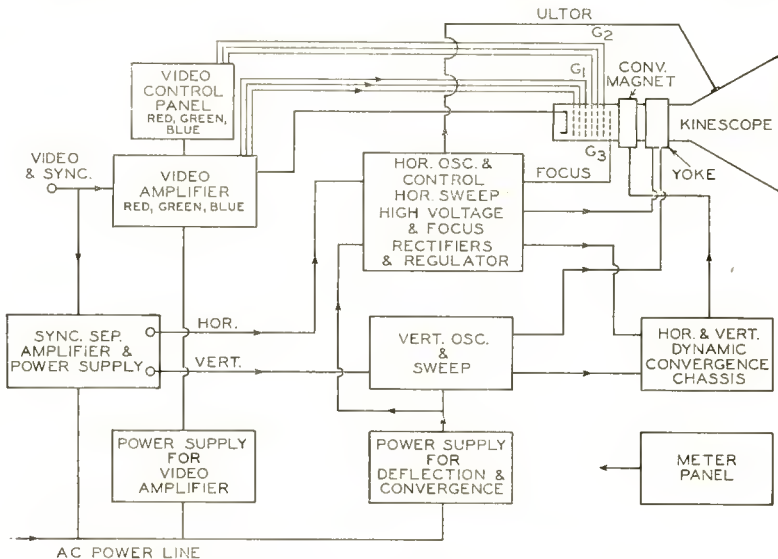 ULTOR
G2
VIDEO
CONTROL
PANEL
RED, GREEN,
BLUE
G1
CONV.
MAGNET
KINESCOPE
VIDEO
& SYNC.
VIDEO
AMPLIFIER
RED, GREEN, BLUE
G3
FOCUS
YOKE
HOR. OSC. &
CONTROL
HOR. SWEEP
HIGH VOLTAGE
& FOCUS
RECTIFIERS
& REGULATOR
SYNC. SEP.
AMPLIFIER &
POWER SUPPLY
HOR.
VERT.
VERT. OSC.
&
SWEEP
HOR. & VERT.
DYNAMIC
CONVERGENCE
CHASSIS
POWER SUPPLY
FOR
VIDEO
AMPLIFIER
POWER SUPPLY
FOR
DEFLECTION &
CONVERGENCE
METER
PANEL
AC POWER LINE